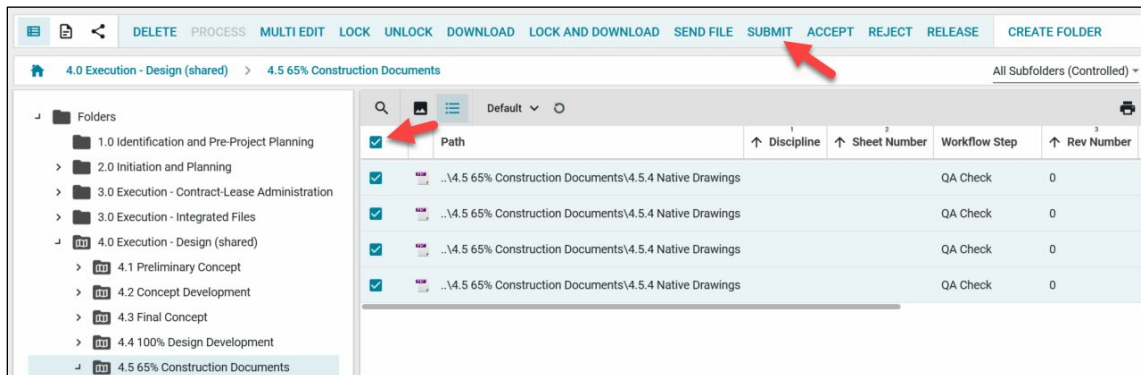 DELETE PROCESS MULTI EDIT LOCK UNLOCK DOWNLOAD LOCK AND DOWNLOAD SEND FILE SUBMIT ACCEPT REJECT RELEASE CREATE FOLDER
4.0 Execution - Design (shared) > 4.5 65% Construction Documents All Subfolders (Controlled)
Folders
1.0 Identification and Pre-Project Planning
2.0 Initiation and Planning
3.0 Execution - Contract-Lease Administration
3.0 Execution - Integrated Files
4.0 Execution - Design (shared)
4.1 Preliminary Concept
4.2 Concept Development
4.3 Final Concept
4.4 100% Design Development
4.5 65% Construction Documents
Default
Path 1 Discipline 2 Sheet Number Workflow Step 3 Rev Number
..\4.5 65% Construction Documents\4.5.4 Native Drawings QA Check 0
..\4.5 65% Construction Documents\4.5.4 Native Drawings QA Check 0
..\4.5 65% Construction Documents\4.5.4 Native Drawings QA Check 0
..\4.5 65% Construction Documents\4.5.4 Native Drawings QA Check 0